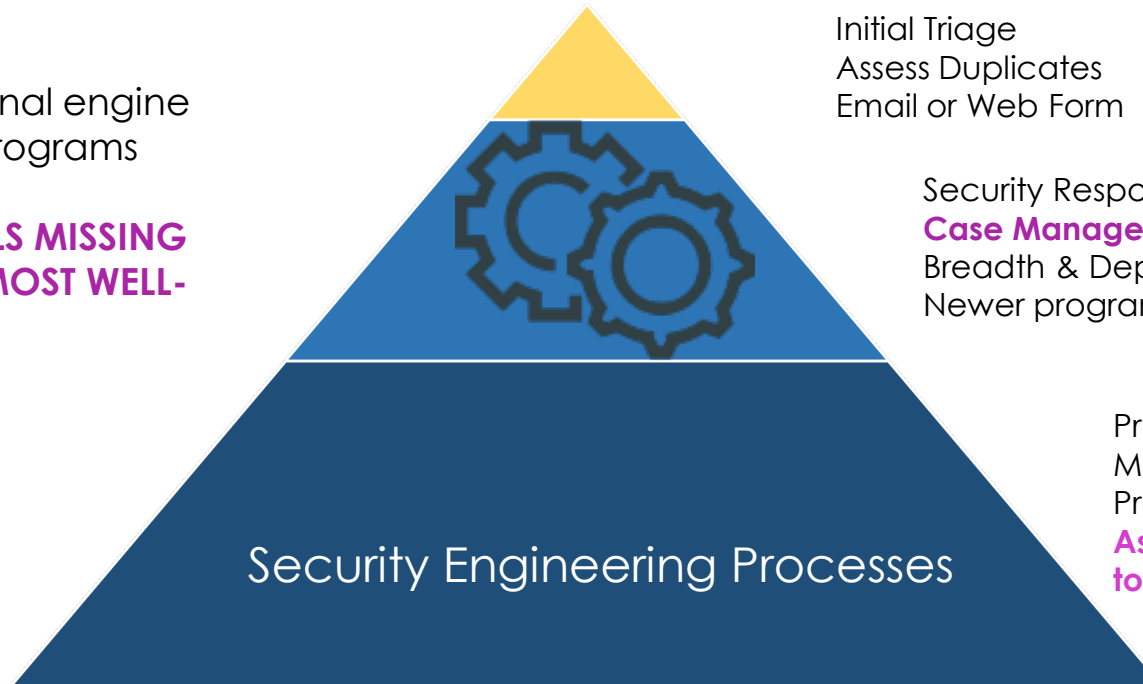 nal engine
rograms
LS MISSING
MOST WELL-
Initial Triage
Assess Duplicates
Email or Web Form
Security Respo
Case Manage
Breadth & Dep
Newer program
Pr
M
Pr
As
to
Security Engineering Processes